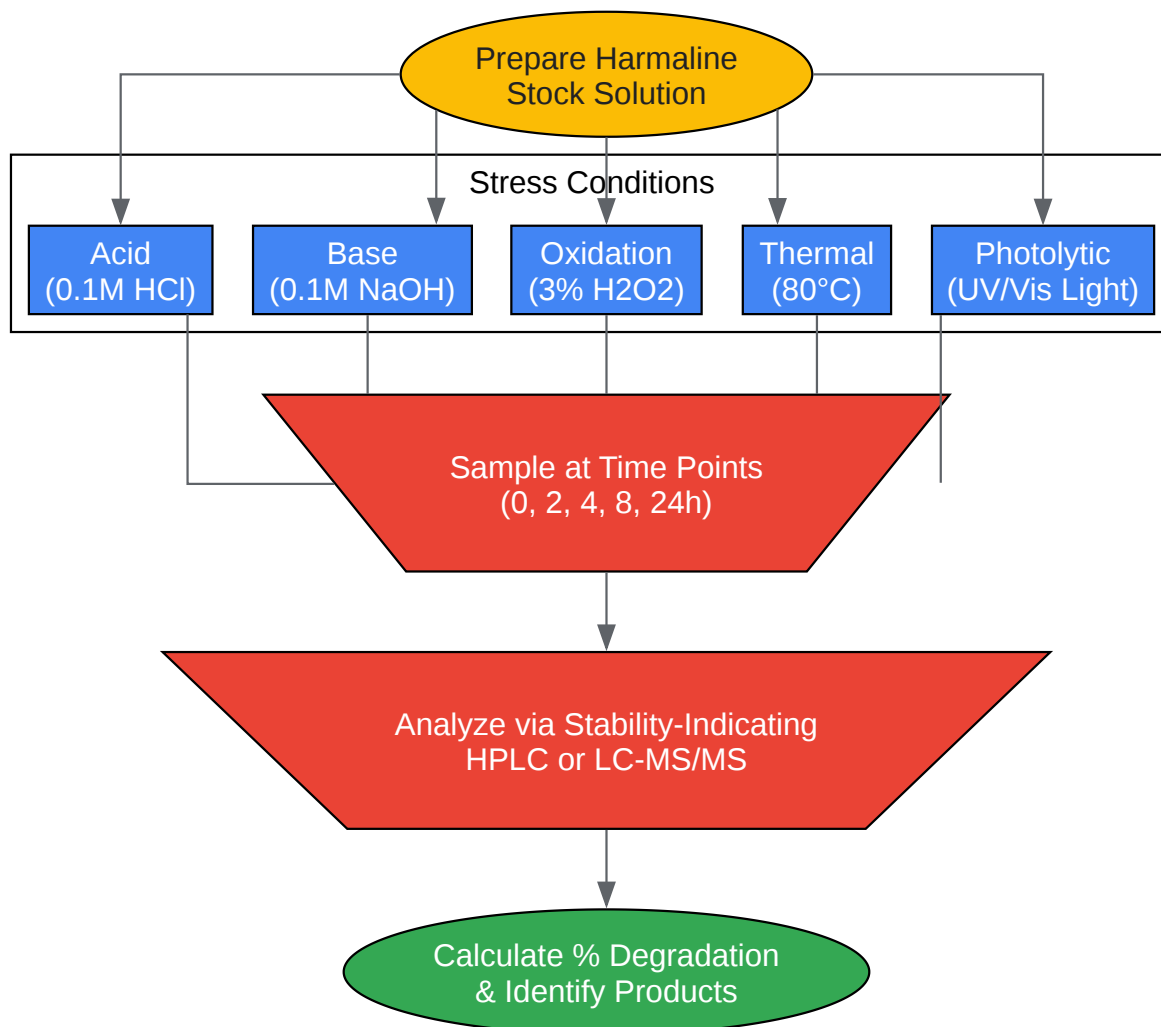 Prepare Harmaline
Stock Solution
Stress Conditions
Acid
(0.1M HCl)
Base
(0.1M NaOH)
Oxidation
(3% H2O2)
Thermal
(80°C)
Photolytic
(UV/Vis Light)
Sample at Time Points
(0, 2, 4, 8, 24h)
Analyze via Stability-Indicating
HPLC or LC-MS/MS
Calculate % Degradation
& Identify Products